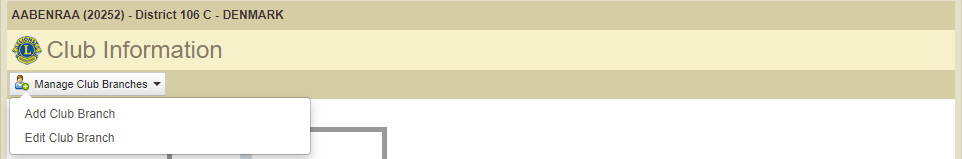 AABENRAA (20252) - District 106 C - DENMARK
Club Information
Manage Club Branches
Add Club Branch
Edit Club Branch